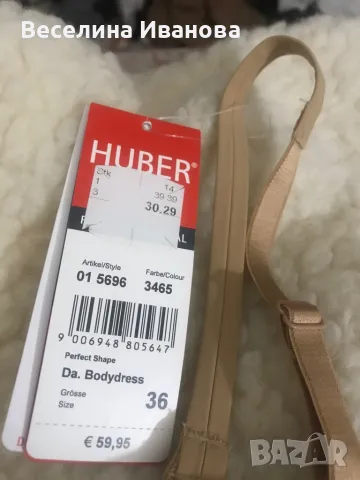 Веселина Иванова
HUBER®
Stk
14.
1
39.39
3
30.29
Artikel/Style
Farbe/Colour
01 5696
3465
9 006948 805647
Perfect Shape
Da. Bodydress
Grösse
Size
36
€ 59,95
BAZAR